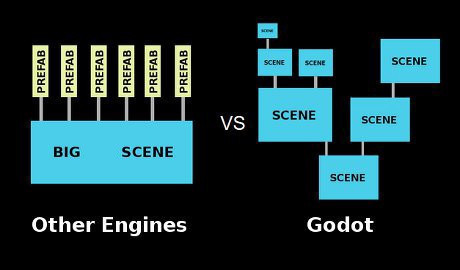 PREFAB PREFAB PREFAB PREFAB PREFAB PREFAB
BIG SCENE
Other Engines
VS
SCENE
SCENE SCENE
SCENE
SCENE
SCENE
SCENE
Godot